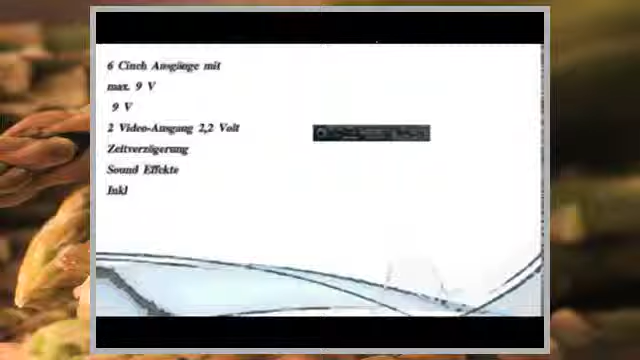 6 Cinch Ausgänge mit
max. 9 V
9 V
2 Video-Ausgang 2,2 Volt
Zeitverzögerung
Sound Effekte
Inkl